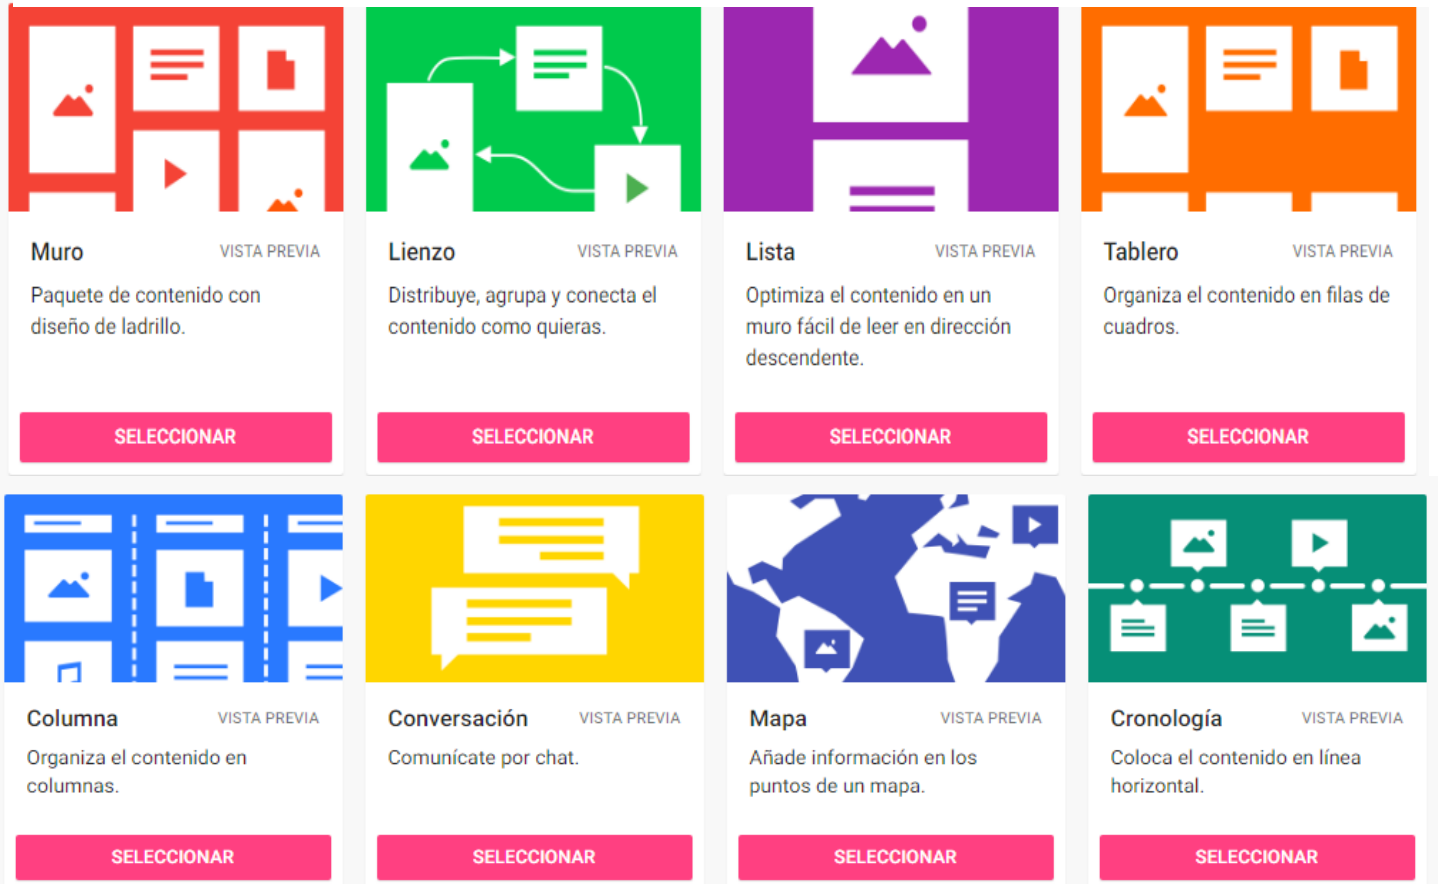 Muro VISTA PREVIA
Paquete de contenido con
diseño de ladrillo.
SELECCIONAR
Lienzo VISTA PREVIA
Distribuye, agrupa y conecta el
contenido como quieras.
SELECCIONAR
Lista VISTA PREVIA
Optimiza el contenido en un
muro fácil de leer en dirección
descendente.
SELECCIONAR
Tablero VISTA PREVIA
Organiza el contenido en filas de
cuadros.
SELECCIONAR
Columna VISTA PREVIA
Organiza el contenido en
columnas.
SELECCIONAR
Conversación VISTA PREVIA
Comunícate por chat.
SELECCIONAR
Mapa VISTA PREVIA
Añade información en los
puntos de un mapa.
SELECCIONAR
Cronología VISTA PREVIA
Coloca el contenido en línea
horizontal.
SELECCIONAR